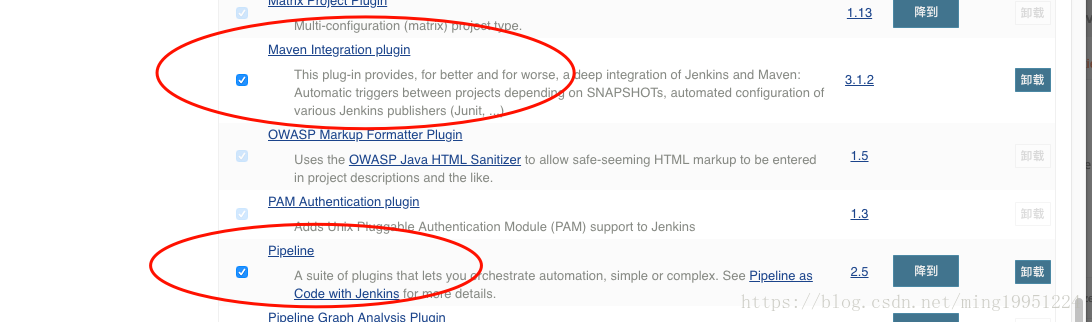 Matrix Project Plugin
Multi-configuration (matrix) project type.
1.13
降到
卸载
Maven Integration plugin
This plug-in provides, for better and for worse, a deep integration of Jenkins and Maven:
Automatic triggers between projects depending on SNAPSHOTs, automated configuration of
various Jenkins publishers (Junit, ...)
3.1.2
卸载
OWASP Markup Formatter Plugin
Uses the OWASP Java HTML Sanitizer to allow safe-seeming HTML markup to be entered
in project descriptions and the like.
1.5
卸载
PAM Authentication plugin
Adds Unix Pluggable Authentication Module (PAM) support to Jenkins
1.3
卸载
Pipeline
A suite of plugins that lets you orchestrate automation, simple or complex. See Pipeline as
Code with Jenkins for more details.
2.5
降到
卸载
Pipeline Graph Analysis Plugin
https://blog.csdn.net/ming19951224